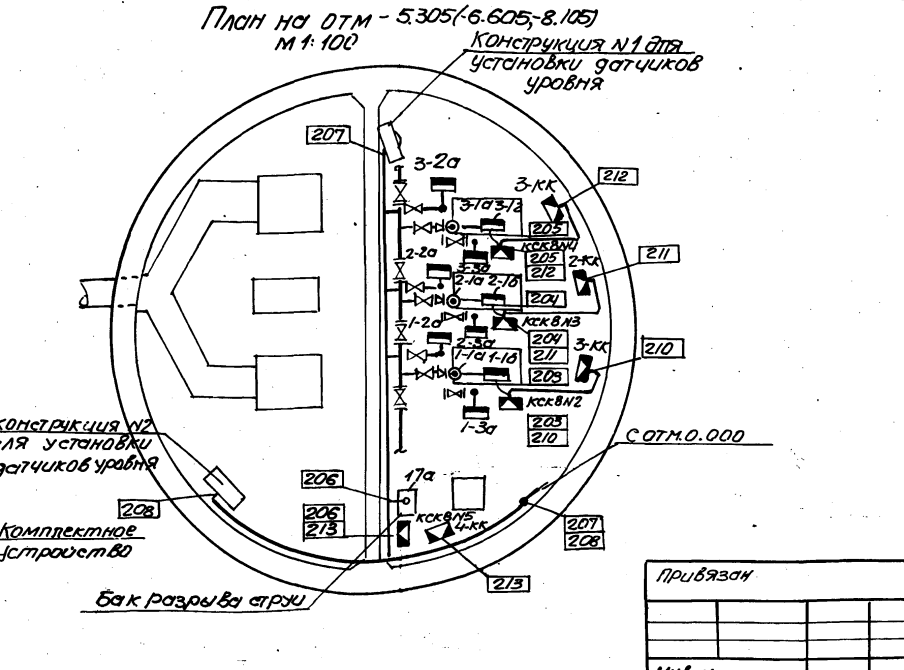 План на отм - 5.305(-6.605,-8.105)
М 1:100
Конструкция N1 для
установки датчиков
уровня
207
3-2а
3-КК
212
3-1а 3-1г
205
КСК8N4
205
212
2-КК
211
2-2а
3-3а
2-1а 2-1б
204
КСК8N3
204
211
3-КК
210
1-2а
2-3а
1-1а 1-1б
203
КСК8N2
203
210
1-3а
конструкция N2
для установки
датчиков уровня
208
С ОТМ. 0.000
206
17а
206
213
КСК8N5
4-КК
207
208
Комплектное
устройство
213
Бак разрыва струи
Привязан